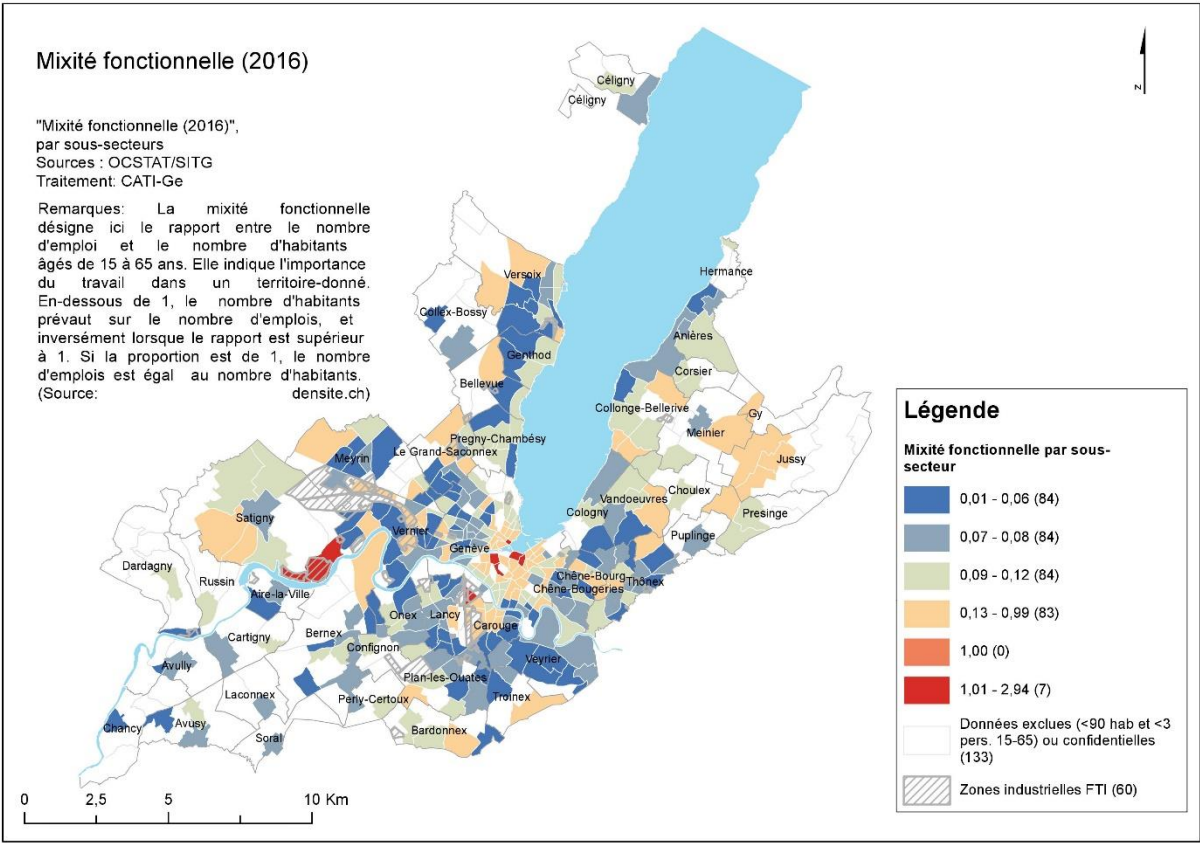 Mixité fonctionnelle (2016)
"Mixité fonctionnelle (2016)",
par sous-secteurs
Sources : OCSTAT/SITG
Traitement: CATI-Ge
Remarques: La mixité fonctionnelle
désigne ici le rapport entre le nombre
d'emploi et le nombre d'habitants
âgés de 15 à 65 ans. Elle indique l'importance
du travail dans un territoire-donné.
En-dessous de 1, le nombre d'habitants
prévaut sur le nombre d'emplois, et
inversément lorsque le rapport est supérieur
à 1. Si la proportion est de 1, le nombre
d'emplois est égal au nombre d'habitants.
(Source: densite.ch)
N
Céligny
Céligny
Hermance
Versoix
Collex-Bossy
Anières
Genthod
Corsier
Bellevue
Collonge-Bellerive
Gy
Meinier
Pregny-Chambésy
Le Grand-Saconnex
Meyrin
Jussy
Choulex
Vandoeuvres
Presinge
Cologny
Satigny
Vernier
Puplinge
Genève
Dardagny
Chêne-Bourg
Thônex
Russin
Chêne-Bougeries
Aire-la-Ville
Onex
Lancy
Carouge
Cartigny
Bernex
Confignon
Veyrier
Avully
Plan-les-Ouates
Laconnex
Perly-Certoux
Troinex
Chancy
Avusy
Bardonnex
Soral
0 2,5 5 10 Km
Légende
Mixité fonctionnelle par sous-
secteur
0,01 - 0,06 (84)
0,07 - 0,08 (84)
0,09 - 0,12 (84)
0,13 - 0,99 (83)
1,00 (0)
1,01 - 2,94 (7)
Données exclues (<90 hab et <3
pers. 15-65) ou confidentielles
(133)
Zones industrielles FTI (60)